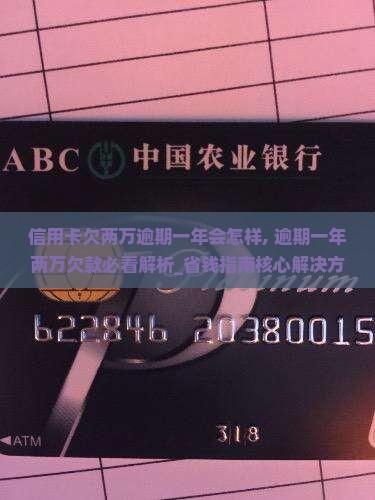 ABC 中国农业银行
信用卡欠两万逾期一年会怎样, 逾期一年
两万欠款必看解析_省钱指南核心解决方
622846 20380015
◀ATM
318